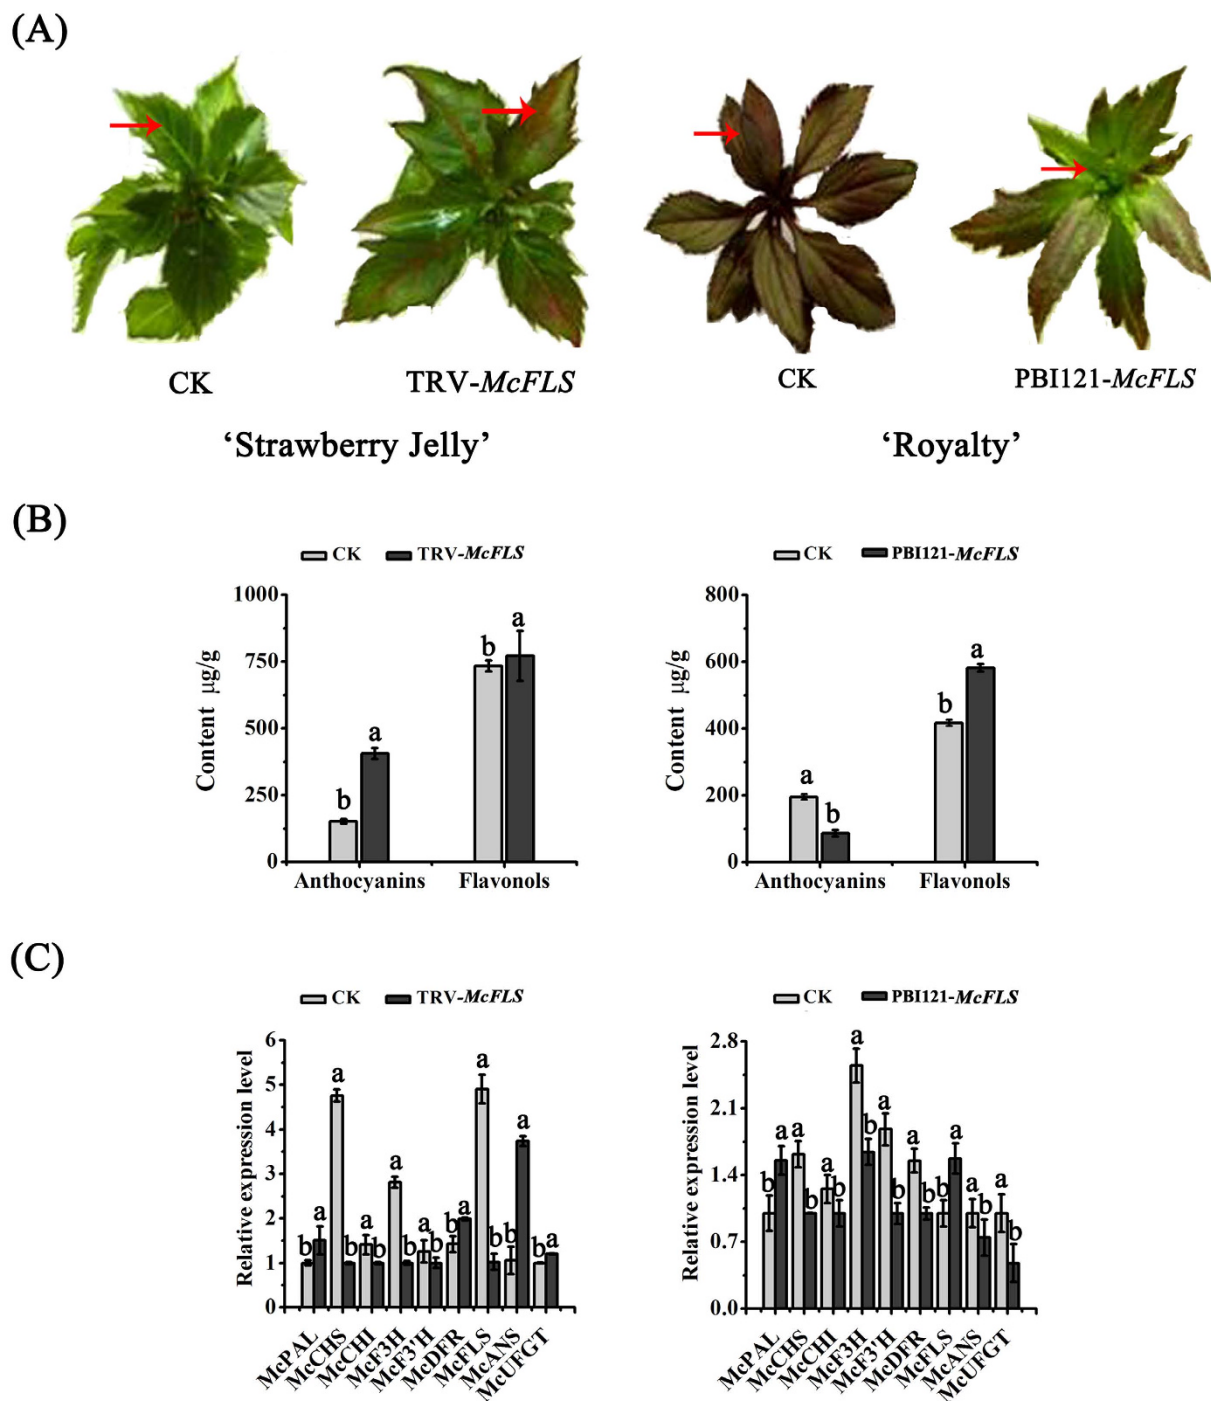 (A)
CK TRV-McFLS CK PBI121-McFLS
‘Strawberry Jelly’ ‘Royalty’
(B)
CK TRV-McFLS
Content µg/g
1000
750
500
250
0
b a b a
Anthocyanins Flavonols
CK PBI121-McFLS
Content µg/g
800
600
400
200
0
a b b a
Anthocyanins Flavonols
(C)
CK TRV-McFLS
Relative expression level
6
5
4
3
2
1
0
b a a b a b a b a b b a a b b a b a
McPAL McCHS McCHI McF3H McF3'H McDFR McFLS McANS McUFGT
CK PBI121-McFLS
Relative expression level
2.8
2.1
1.4
0.7
0.0
b a a b a b a b a b a b b a a b a b
McPAL McCHS McCHI McF3H McF3'H McDFR McFLS McANS McUFGT